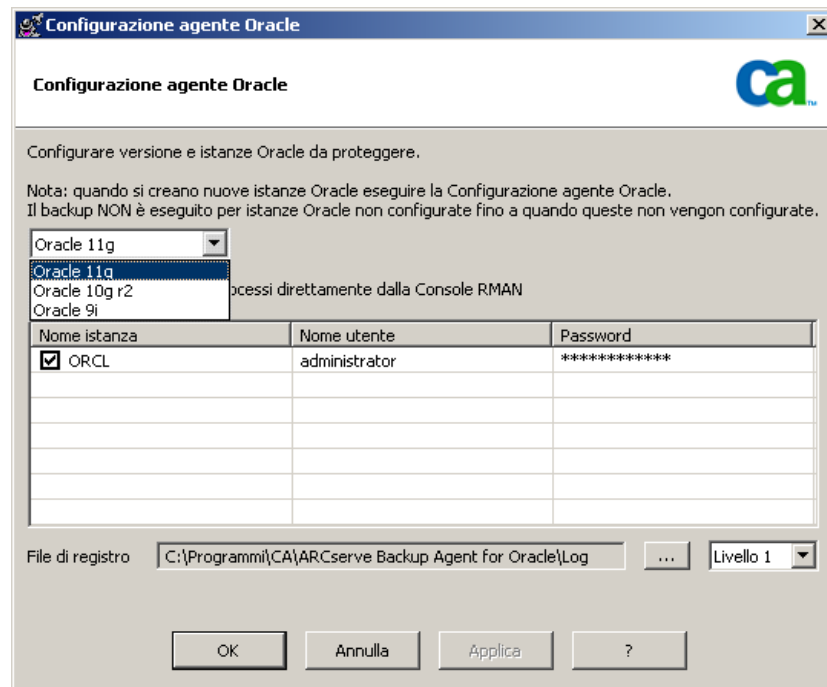 Configurazione agente Oracle
Configurazione agente Oracle
ca™
Configurare versione e istanze Oracle da proteggere.
Nota: quando si creano nuove istanze Oracle eseguire la Configurazione agente Oracle.
Il backup NON è eseguito per istanze Oracle non configurate fino a quando queste non vengon configurate.
Oracle 11g
Oracle 11g
Oracle 10g r2
Oracle 9i
direttamente dalla Console RMAN
Nome istanza Nome utente Password
ORCL administrator ************
File di registro C:\Programmi\CA\ARCserve Backup Agent for Oracle\Log ... Livello 1
OK Annulla Applica ?